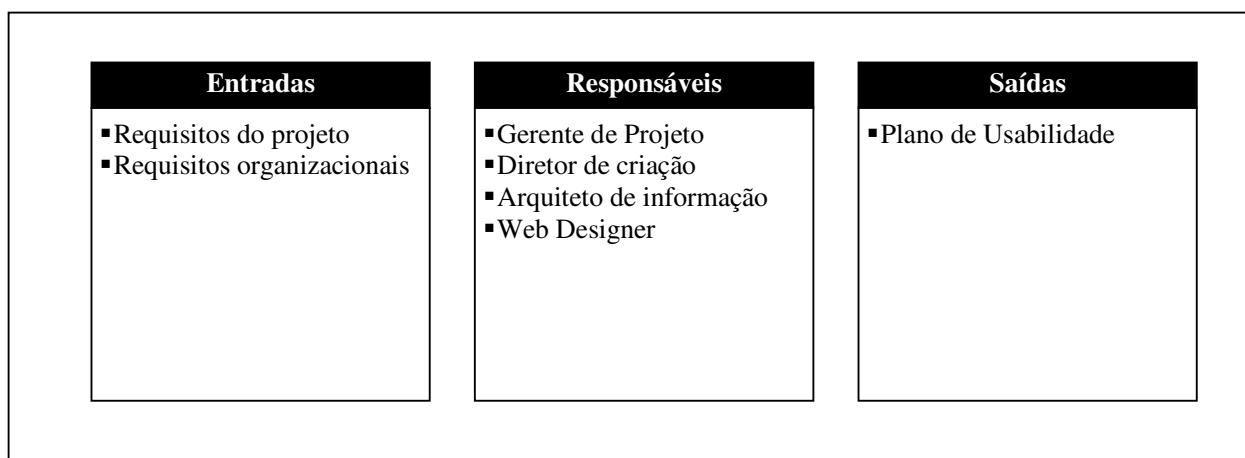 Entradas
▪Requisitos do projeto
▪Requisitos organizacionais
Responsáveis
▪Gerente de Projeto
▪Diretor de criação
▪Arquiteto de informação
▪Web Designer
Saídas
▪Plano de Usabilidade